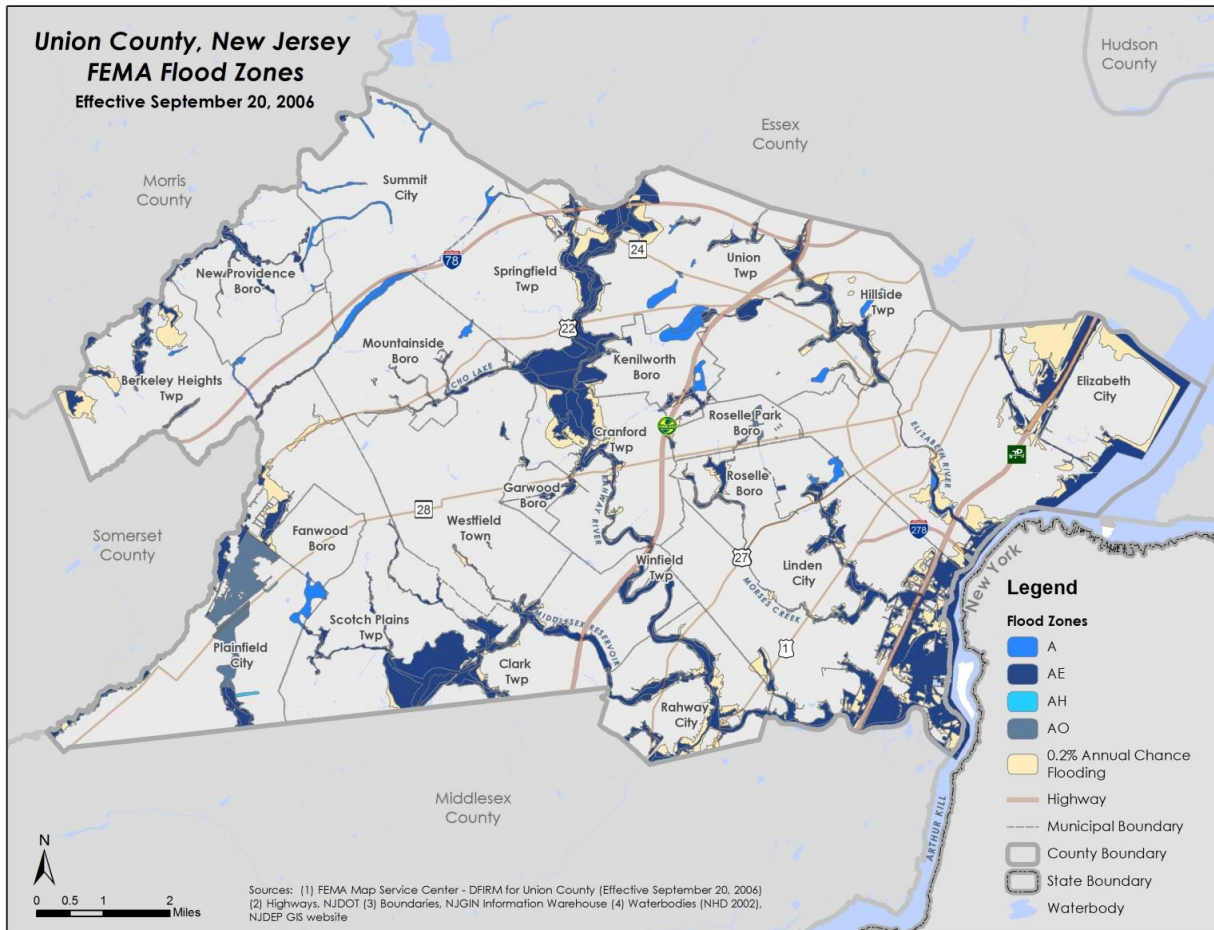 Union County, New Jersey
FEMA Flood Zones
Effective September 20, 2006
Hudson
County
Essex
County
Morris
County
Summit
City
New Providence
Boro
78
Springfield
Twp
24
Union
Twp
Hillside
Twp
22
Mountainside
Boro
Kenilworth
Boro
Berkeley Heights
Twp
ECHO LAKE
Elizabeth
City
Cranford
Twp
Roselle Park
Boro
ELIZABETH
RIVER
Garwood
Boro
RAHWAY
RIVER
Roselle
Boro
28
Westfield
Town
278
Somerset
County
Fanwood
Boro
27
Winfield
Twp
Linden
City
New York
MORSES CREEK
MIDDLESEX RESERVOIR
Scotch Plains
Twp
1
Plainfield
City
Clark
Twp
Rahway
City
Middlesex
County
ARTHUR KILL
Legend
Flood Zones
A
AE
AH
AO
0.2% Annual Chance
Flooding
Highway
Municipal Boundary
County Boundary
State Boundary
Waterbody
N
0 0.5 1 2
Miles
Sources: (1) FEMA Map Service Center - DFIRM for Union County (Effective September 20, 2006)
(2) Highways, NJDOT (3) Boundaries, NJGIN Information Warehouse (4) Waterbodies (NHD 2002),
NJDEP GIS website